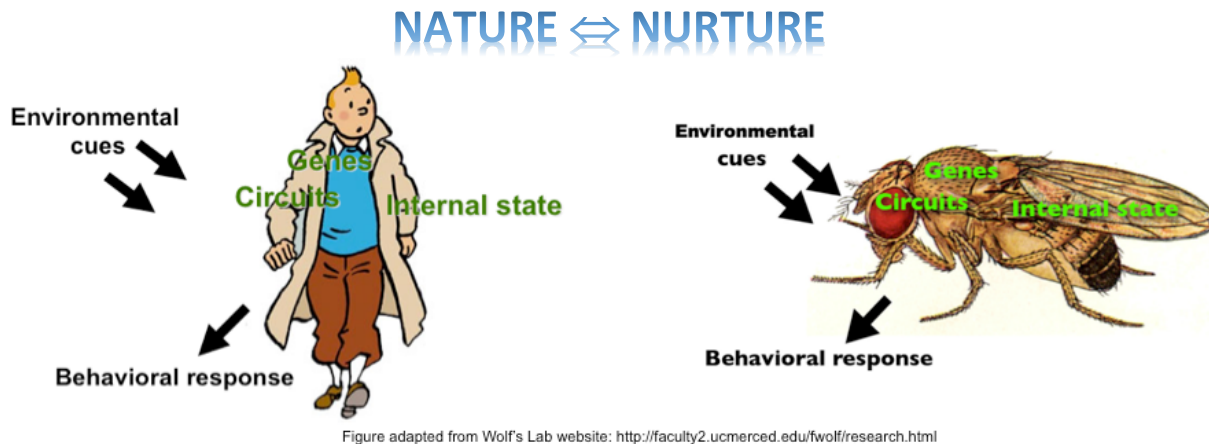 NATURE ⇔ NURTURE
Environmental
cues
Genes
Circuits
Internal state
Behavioral response
Environmental
cues
Genes
Circuits
Internal state
Behavioral response
Figure adapted from Wolf's Lab website: http://faculty2.ucmerced.edu/fwolf/research.html